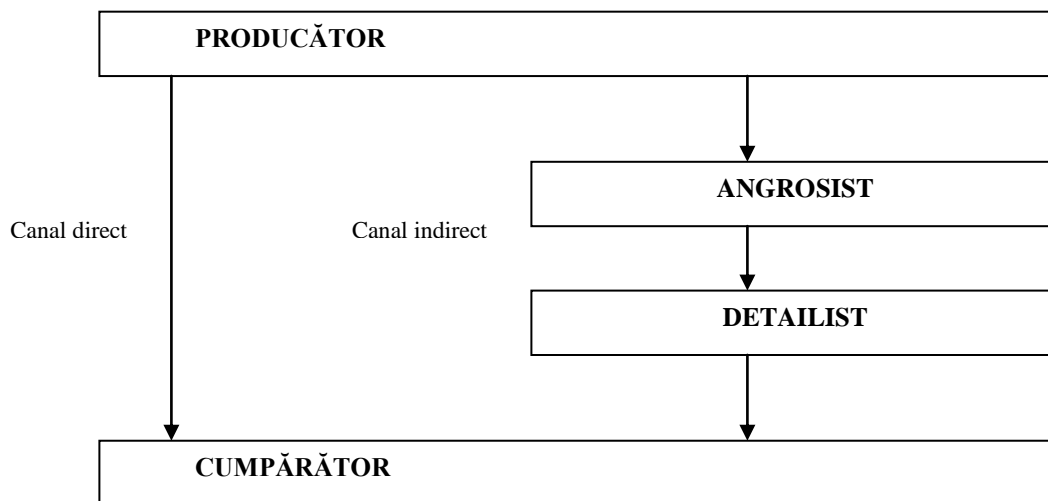 PRODUCĂTOR
ANGROSIST
Canal direct
Canal indirect
DETAILIST
CUMPĂRĂTOR